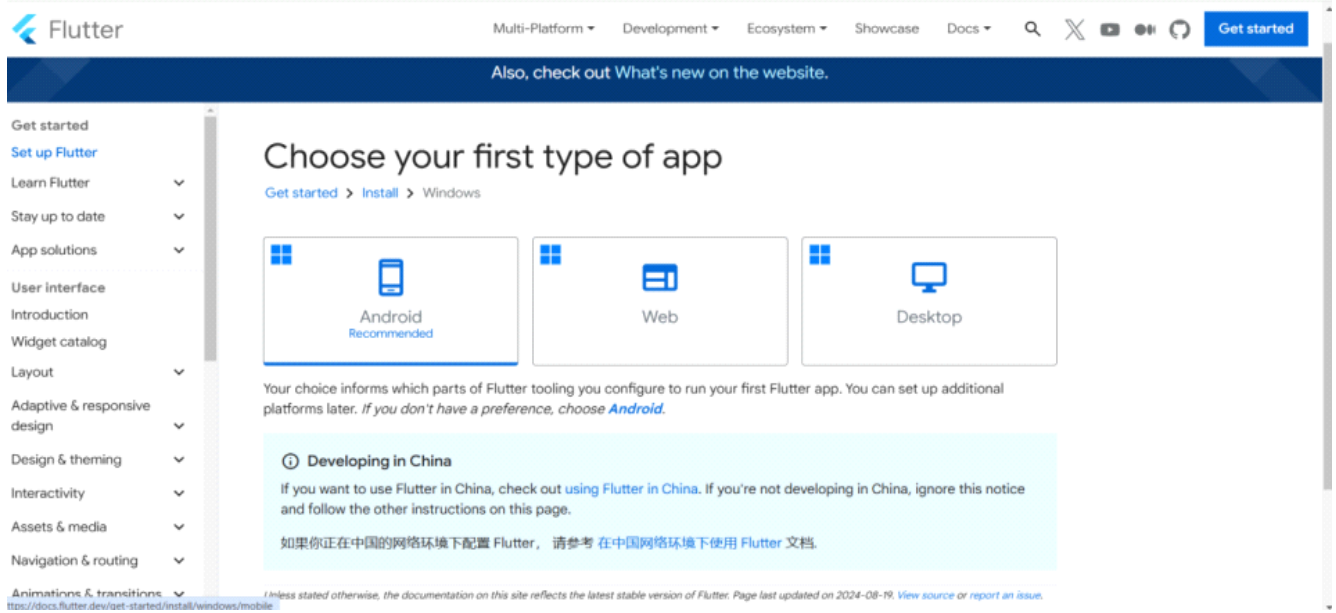 Flutter
Multi-Platform
Development
Ecosystem
Showcase
Docs
Get started
Also, check out What's new on the website.
Get started
Set up Flutter
Learn Flutter
Stay up to date
App solutions
User interface
Introduction
Widget catalog
Layout
Adaptive & responsive
design
Design & theming
Interactivity
Assets & media
Navigation & routing
Animations & transitions
ttps://docs.flutter.dev/get-started/install/windows/mobile
Choose your first type of app
Get started > Install > Windows
Android
Recommended
Web
Desktop
Your choice informs which parts of Flutter tooling you configure to run your first Flutter app. You can set up additional
platforms later. If you don't have a preference, choose Android.
Developing in China
If you want to use Flutter in China, check out using Flutter in China. If you're not developing in China, ignore this notice
and follow the other instructions on this page.
如果你正在中国的网络环境下配置 Flutter， 请参考 在中国网络环境下使用 Flutter 文档.
Unless stated otherwise, the documentation on this site reflects the latest stable version of Flutter. Page last updated on 2024-08-19. View source or report an issue.